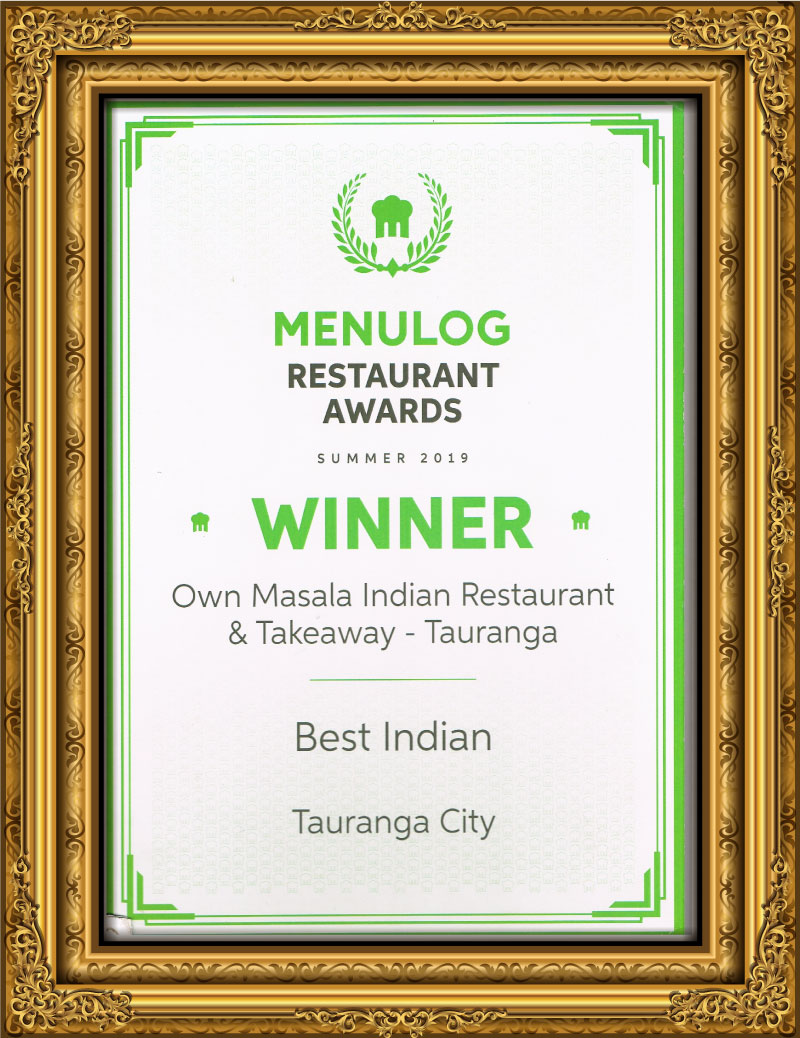 MENULOG
RESTAURANT
AWARDS
SUMMER 2019
WINNER
Own Masala Indian Restaurant
& Takeaway - Tauranga
Best Indian
Tauranga City